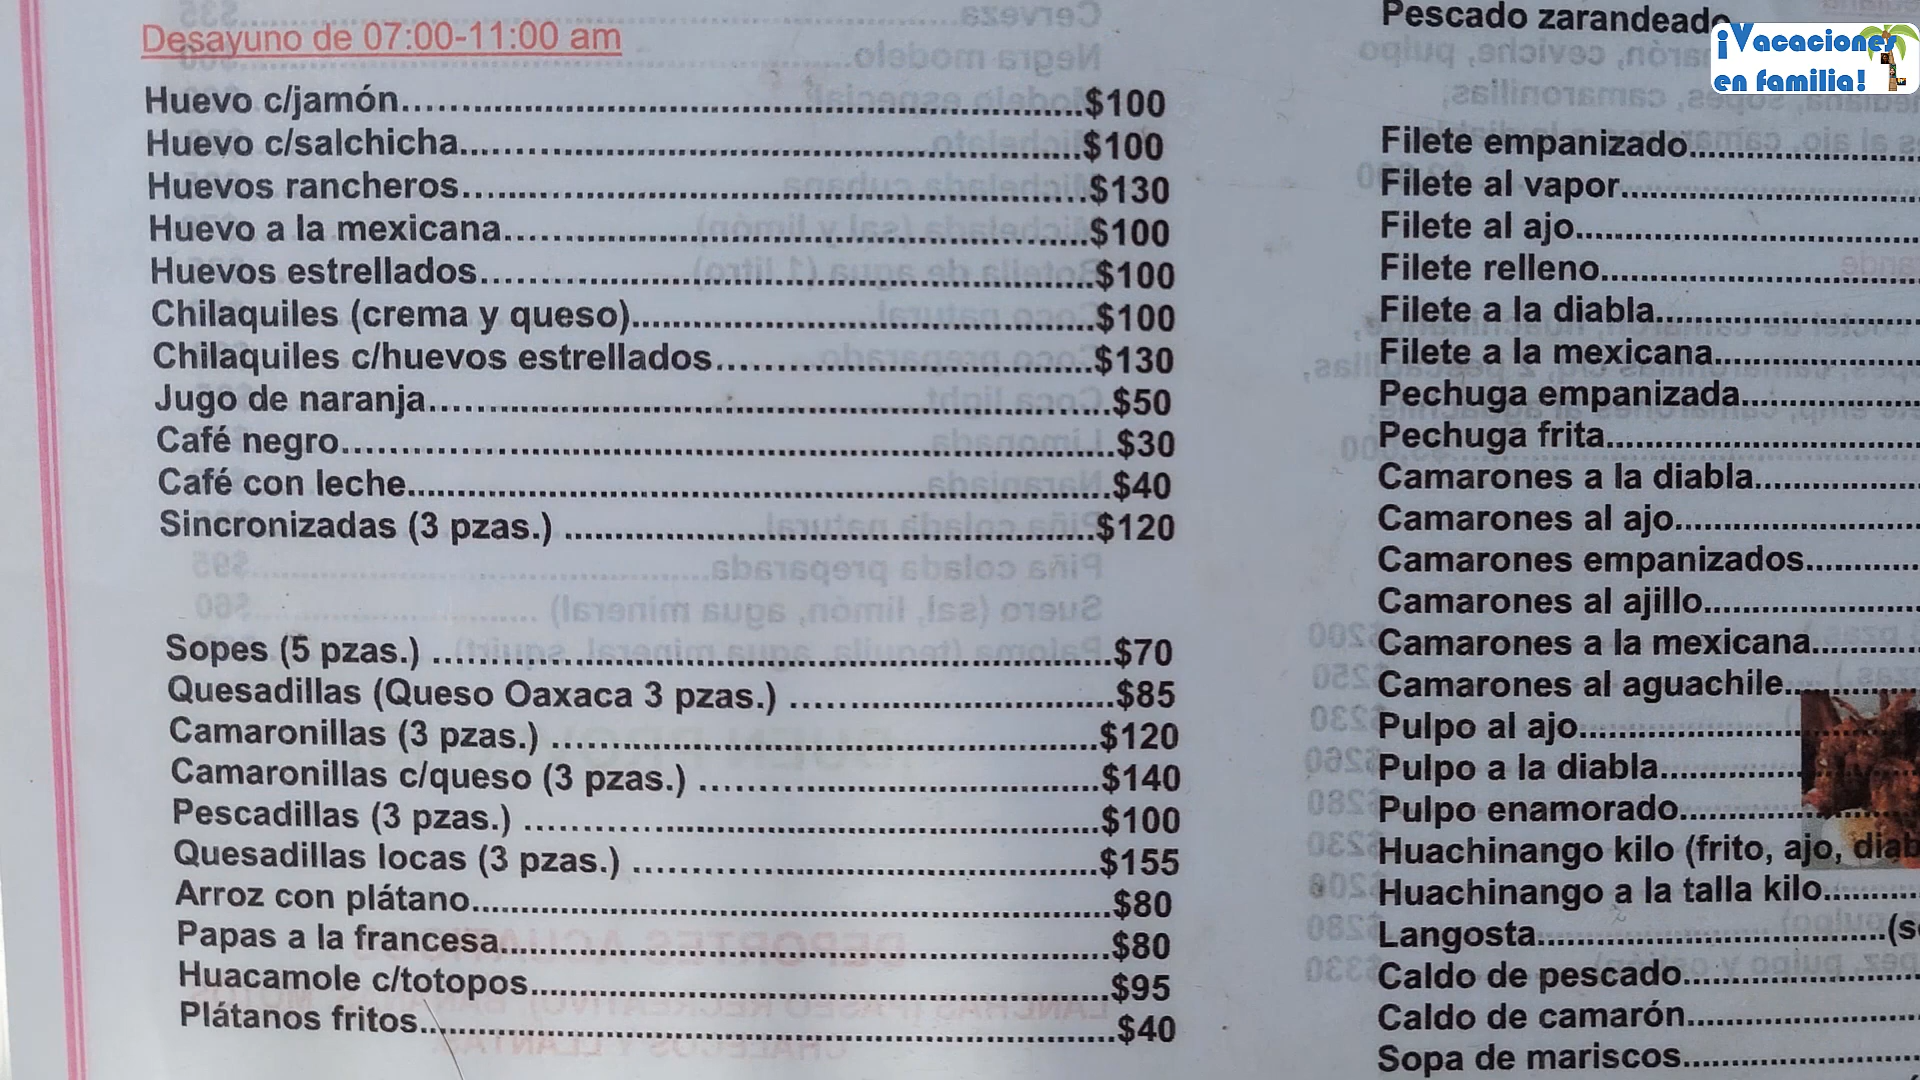 Desayuno de 07:00-11:00 am
Huevo c/jamón $100
Huevo c/salchicha $100
Huevos rancheros $130
Huevo a la mexicana $100
Huevos estrellados $100
Chilaquiles (crema y queso) $100
Chilaquiles c/huevos estrellados $130
Jugo de naranja $50
Café negro $30
Café con leche $40
Sincronizadas (3 pzas.) $120
Sopes (5 pzas.) $70
Quesadillas (Queso Oaxaca 3 pzas.) $85
Camaronillas (3 pzas.) $120
Camaronillas c/queso (3 pzas.) $140
Pescadillas (3 pzas.) $100
Quesadillas locas (3 pzas.) $155
Arroz con plátano $80
Papas a la francesa $80
Huacamole c/totopos $95
Plátanos fritos $40
Pescado zarandeado
Filete empanizado
Filete al vapor
Filete al ajo
Filete relleno
Filete a la diabla
Filete a la mexicana
Pechuga empanizada
Pechuga frita
Camarones a la diabla
Camarones al ajo
Camarones empanizados
Camarones al ajillo
Camarones a la mexicana
Camarones al aguachile
Pulpo al ajo
Pulpo a la diabla
Pulpo enamorado
Huachinango kilo (frito, ajo, diab
Huachinango a la talla kilo
Langosta (s
Caldo de pescado
Caldo de camarón
Sopa de mariscos
¡Vacaciones
en familia!